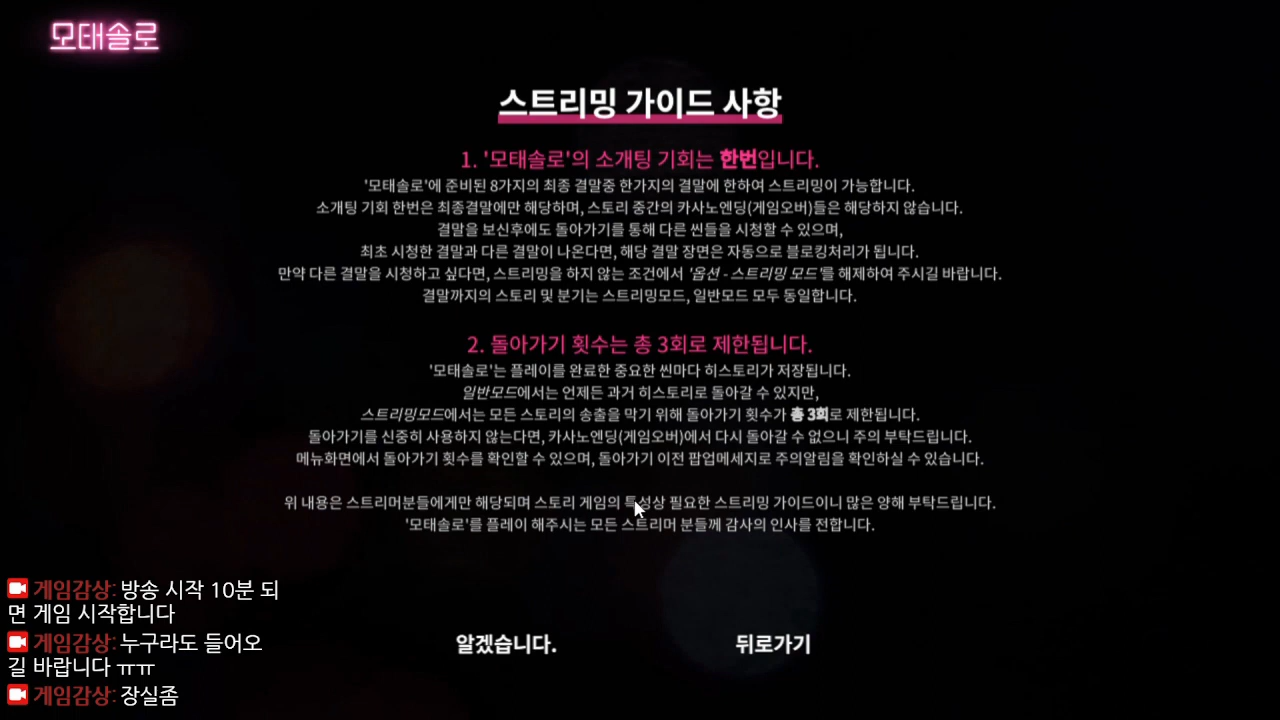 모태솔로
스트리밍 가이드 사항
1. '모태솔로'의 소개팅 기회는 한번입니다.
'모태솔로'에 준비된 8가지의 최종 결말중 한가지의 결말에 한하여 스트리밍이 가능합니다.
소개팅 기회 한번은 최종결말에만 해당하며, 스토리 중간의 카사노엔딩(게임오버)들은 해당하지 않습니다.
결말을 보신후에도 돌아가기를 통해 다른 씬들을 시청할 수 있으며,
최초 시청한 결말과 다른 결말이 나온다면, 해당 결말 장면은 자동으로 블로킹처리가 됩니다.
만약 다른 결말을 시청하고 싶다면, 스트리밍을 하지 않는 조건에서 '옵션 - 스트리밍 모드'를 해제하여 주시길 바랍니다.
결말까지의 스토리 및 분기는 스트리밍모드, 일반모드 모두 동일합니다.
2. 돌아가기 횟수는 총 3회로 제한됩니다.
'모태솔로'는 플레이를 완료한 중요한 씬마다 히스토리가 저장됩니다.
일반모드에서는 언제든 과거 히스토리로 돌아갈 수 있지만,
스트리밍모드에서는 모든 스토리의 송출을 막기 위해 돌아가기 횟수가 총 3회로 제한됩니다.
돌아가기를 신중히 사용하지 않는다면, 카사노엔딩(게임오버)에서 다시 돌아갈 수 없으니 주의 부탁드립니다.
메뉴화면에서 돌아가기 횟수를 확인할 수 있으며, 돌아가기 이전 팝업메세지로 주의알림을 확인하실 수 있습니다.
위 내용은 스트리머분들에게만 해당되며 스토리 게임의 특성상 필요한 스트리밍 가이드이니 많은 양해 부탁드립니다.
'모태솔로'를 플레이 해주시는 모든 스트리머 분들께 감사의 인사를 전합니다.
게임감상: 방송 시작 10분 되
면 게임 시작합니다
게임감상: 누구라도 들어오
길 바랍니다 ㅠㅠ
게임감상: 장실좀
알겠습니다.
뒤로가기